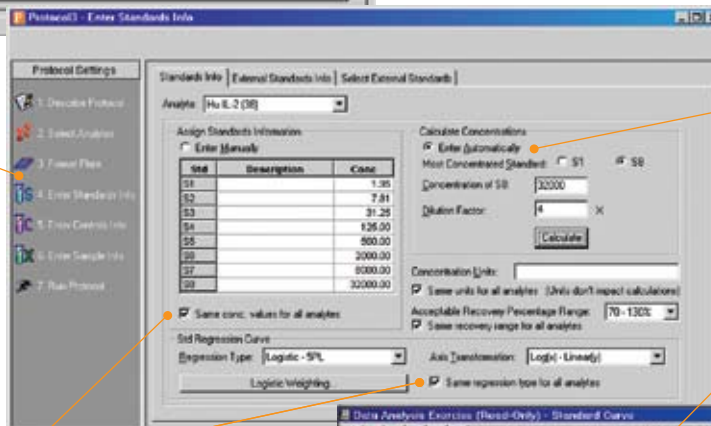 Protocol3 - Enter Standards Info
Protocol Settings
1. Describe Protocol
2. Select Analytes
3. Format Plate
4. Enter Standards Info
5. Enter Controls Info
6. Enter Sample Info
7. Run Protocol
Standards Info External Standards Info Select External Standards
Analyte: Hu IL-2 (38)
Assign Standards Information
Enter Manually
Std Description Conc
S1 1.95
S2 7.81
S3 31.25
S4 125.00
S5 500.00
S6 2000.00
S7 8000.00
S8 32000.00
Same conc. values for all analytes
Calculate Concentrations
Enter Automatically
Most Concentrated Standard: S1 S8
Concentration of S8: 32000
Dilution Factor: 4 X
Calculate
Concentration Units:
Same units for all analytes (Units don't impact calculations)
Acceptable Recovery Percentage Range: 70 - 130%
Same recovery range for all analytes
Std Regression Curve
Regression Type: Logistic - 5PL Axis Transformation: Log(x) - Linear(y)
Logistic Weighting... Same regression type for all analytes
Data Analysis Exercise (Read-Only) - Standard Curve